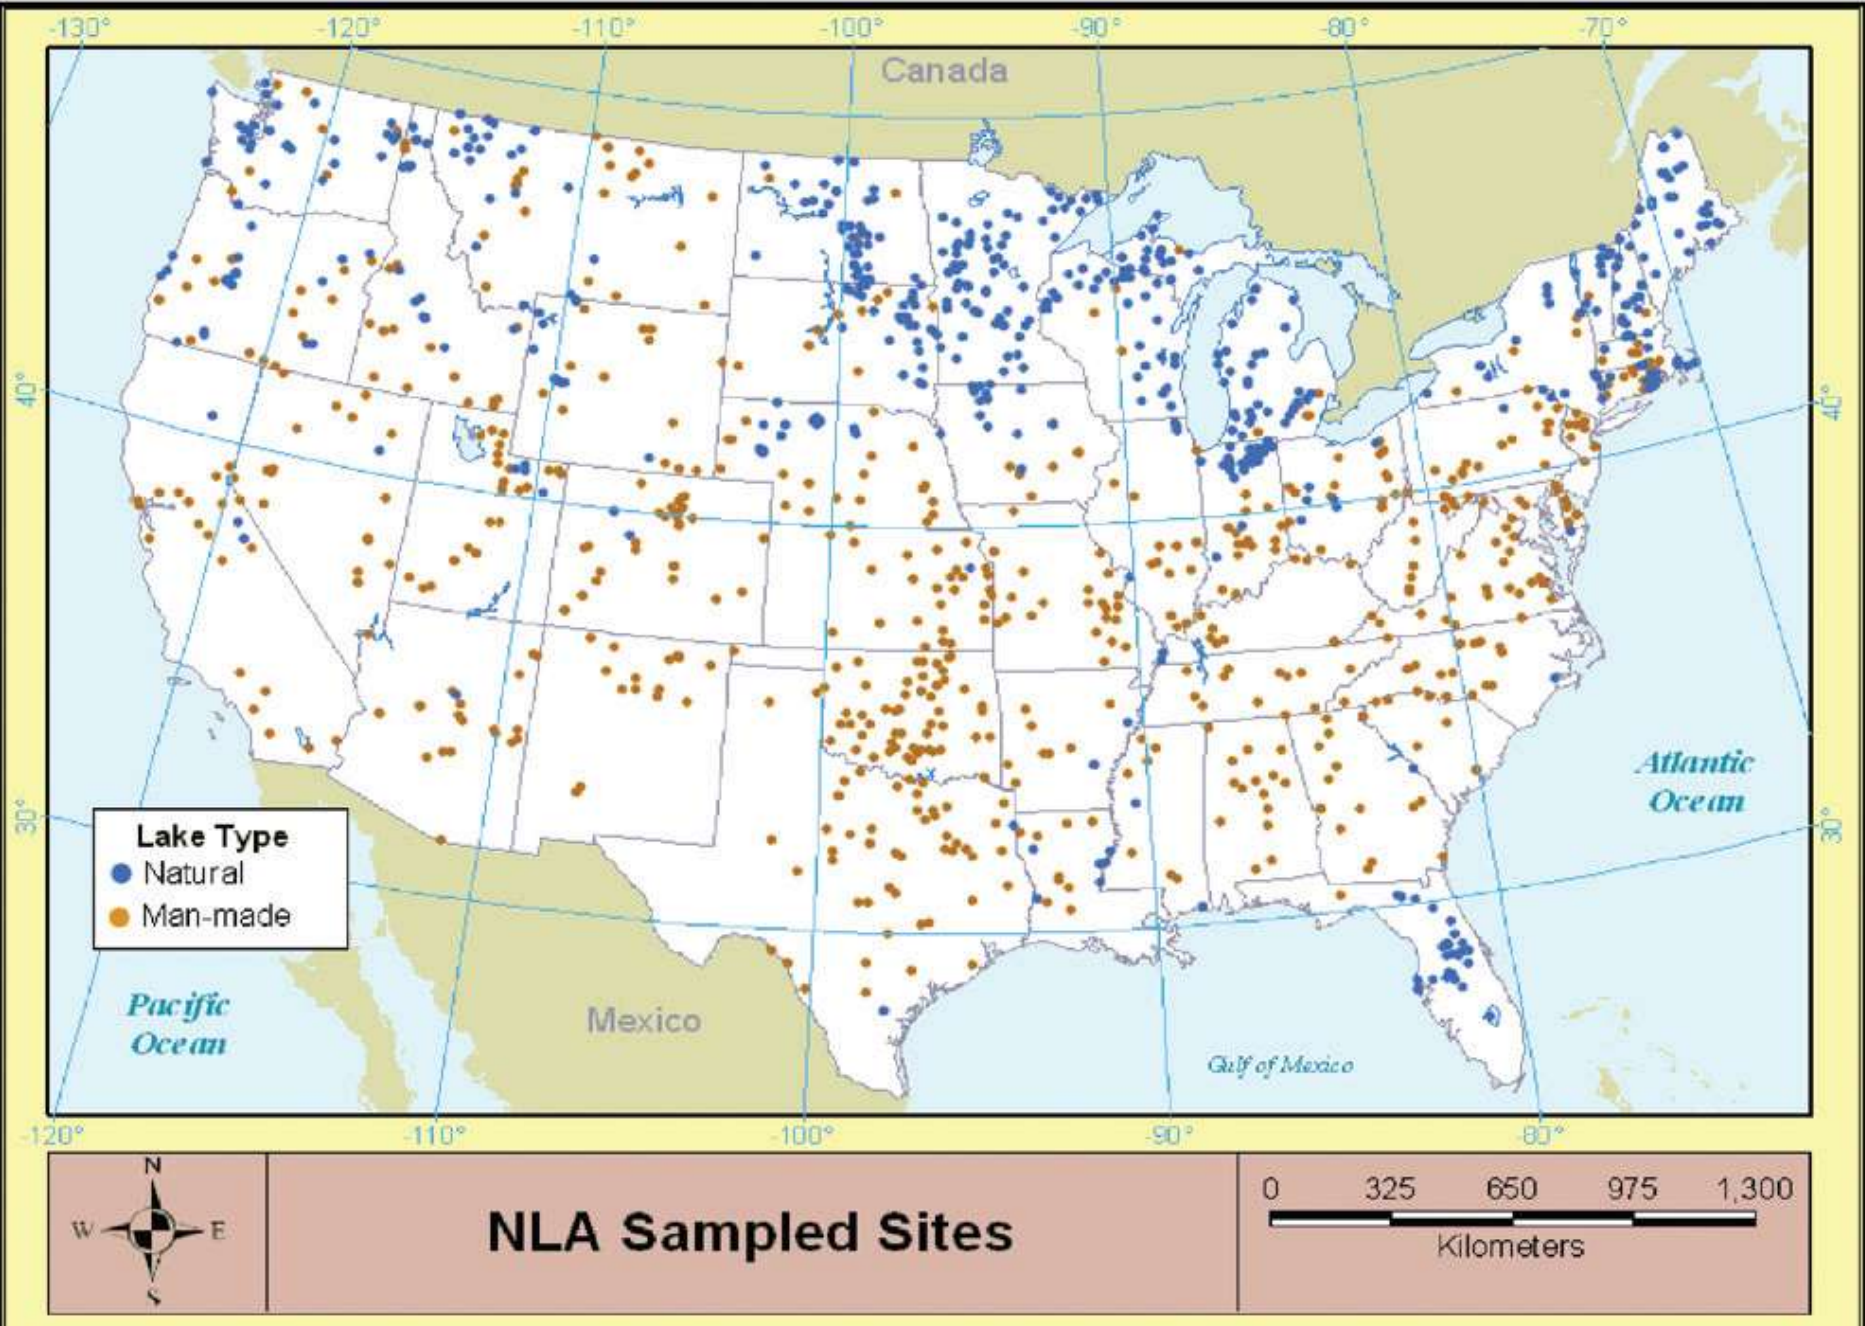 -130°
-120°
-110°
-100°
-90°
-80°
-70°
Canada
40°
40°
Atlantic
Ocean
30°
30°
Lake Type
Natural
Man-made
Pacific
Ocean
Mexico
Gulf of Mexico
-120°
-110°
-100°
-90°
-80°
N
W
E
S
NLA Sampled Sites
0 325 650 975 1,300
Kilometers